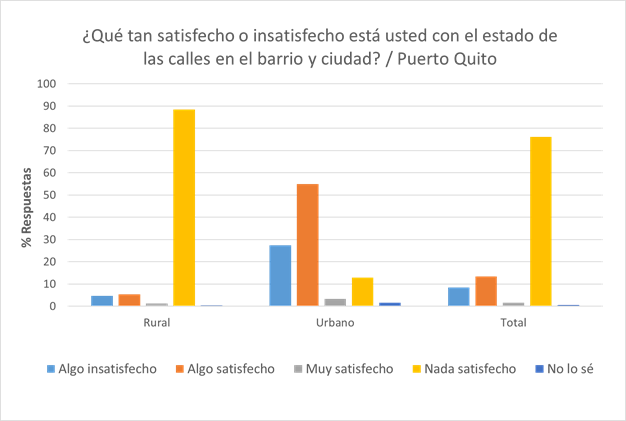 ¿Qué tan satisfecho o insatisfecho está usted con el estado de
las calles en el barrio y ciudad? / Puerto Quito
% Respuestas
100
90
80
70
60
50
40
30
20
10
0
Rural
Urbano
Total
Algo insatisfecho
Algo satisfecho
Muy satisfecho
Nada satisfecho
No lo sé